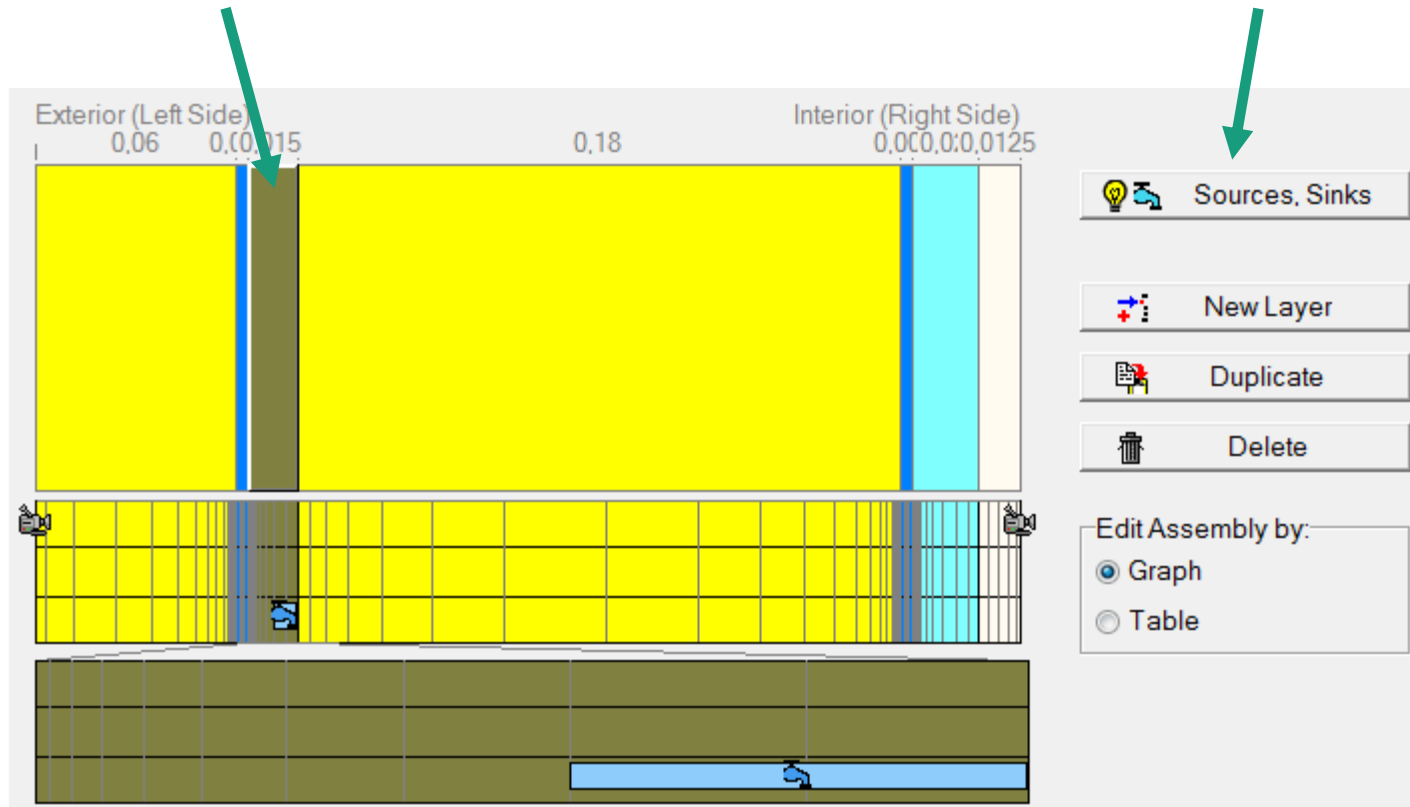 Exterior (Left Side)
Interior (Right Side)
0,06
0,18
0,0125
Sources, Sinks
New Layer
Duplicate
Delete
Edit Assembly by:
Graph
Table